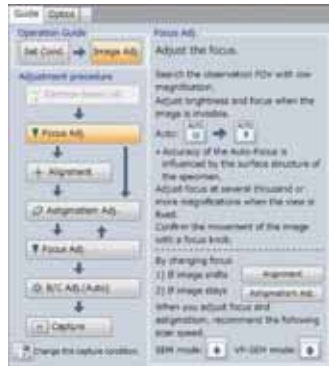 Guide Optics
Operation Guide
Set Cond. Image Adj.
Adjustment procedure
Focus Adj.
Alignment
Astigmatism Adj.
Focus Adj.
B/C Adj.(Auto)
Capture
Change the capture condition.
Focus Adj.
Adjust the focus.
Search the observation FOV with low
magnification.
Adjust brightness and focus when the
image is invisible.
Auto:
• Accuracy of the Auto-Focus is
influenced by the surface structure of
the specimen.
Adjust focus at several thousand or
more magnifications when the view is
fixed.
Confirm the movement of the image
with a focus knob.
By changing focus
1) If image shifts Alignment
2) If image stays Astigmatism Adj.
When you adjust focus and
astigmatism, recommend the following
scan speed.
SEM mode: VP-SEM mode: